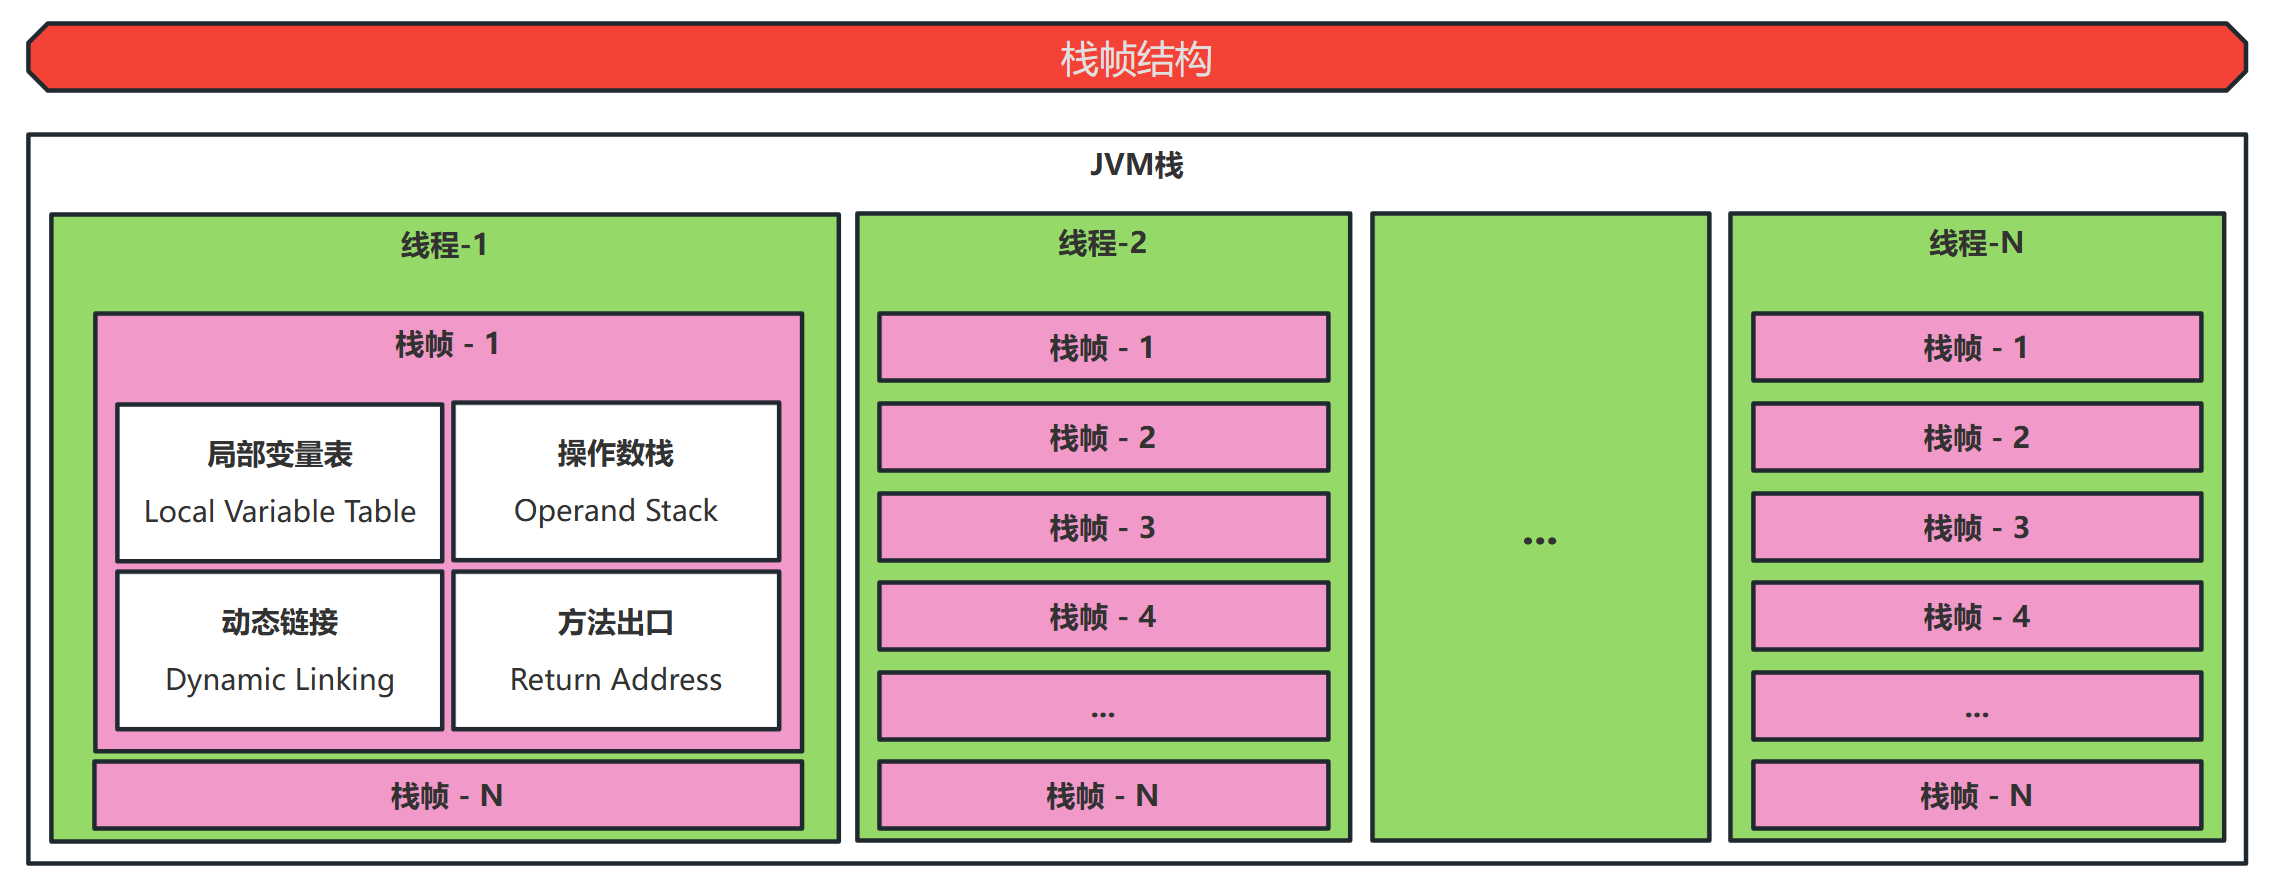 栈帧结构
JVM栈
线程-1
栈帧 - 1
局部变量表
Local Variable Table
操作数栈
Operand Stack
动态链接
Dynamic Linking
方法出口
Return Address
栈帧 - N
线程-2
栈帧 - 1
栈帧 - 2
栈帧 - 3
栈帧 - 4
...
栈帧 - N
...
线程-N
栈帧 - 1
栈帧 - 2
栈帧 - 3
栈帧 - 4
...
栈帧 - N